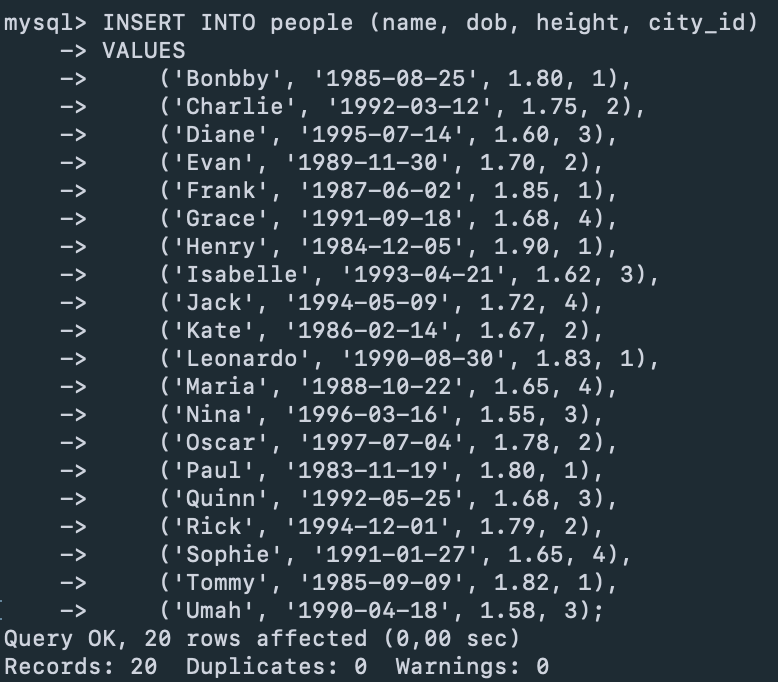 mysql> INSERT INTO people (name, dob, height, city_id)
    -> VALUES
    ->     ('Bonbby', '1985-08-25', 1.80, 1),
    ->     ('Charlie', '1992-03-12', 1.75, 2),
    ->     ('Diane', '1995-07-14', 1.60, 3),
    ->     ('Evan', '1989-11-30', 1.70, 2),
    ->     ('Frank', '1987-06-02', 1.85, 1),
    ->     ('Grace', '1991-09-18', 1.68, 4),
    ->     ('Henry', '1984-12-05', 1.90, 1),
    ->     ('Isabelle', '1993-04-21', 1.62, 3),
    ->     ('Jack', '1994-05-09', 1.72, 4),
    ->     ('Kate', '1986-02-14', 1.67, 2),
    ->     ('Leonardo', '1990-08-30', 1.83, 1),
    ->     ('Maria', '1988-10-22', 1.65, 4),
    ->     ('Nina', '1996-03-16', 1.55, 3),
    ->     ('Oscar', '1997-07-04', 1.78, 2),
    ->     ('Paul', '1983-11-19', 1.80, 1),
    ->     ('Quinn', '1992-05-25', 1.68, 3),
    ->     ('Rick', '1994-12-01', 1.79, 2),
    ->     ('Sophie', '1991-01-27', 1.65, 4),
    ->     ('Tommy', '1985-09-09', 1.82, 1),
    ->     ('Umah', '1990-04-18', 1.58, 3);
Query OK, 20 rows affected (0,00 sec)
Records: 20  Duplicates: 0  Warnings: 0